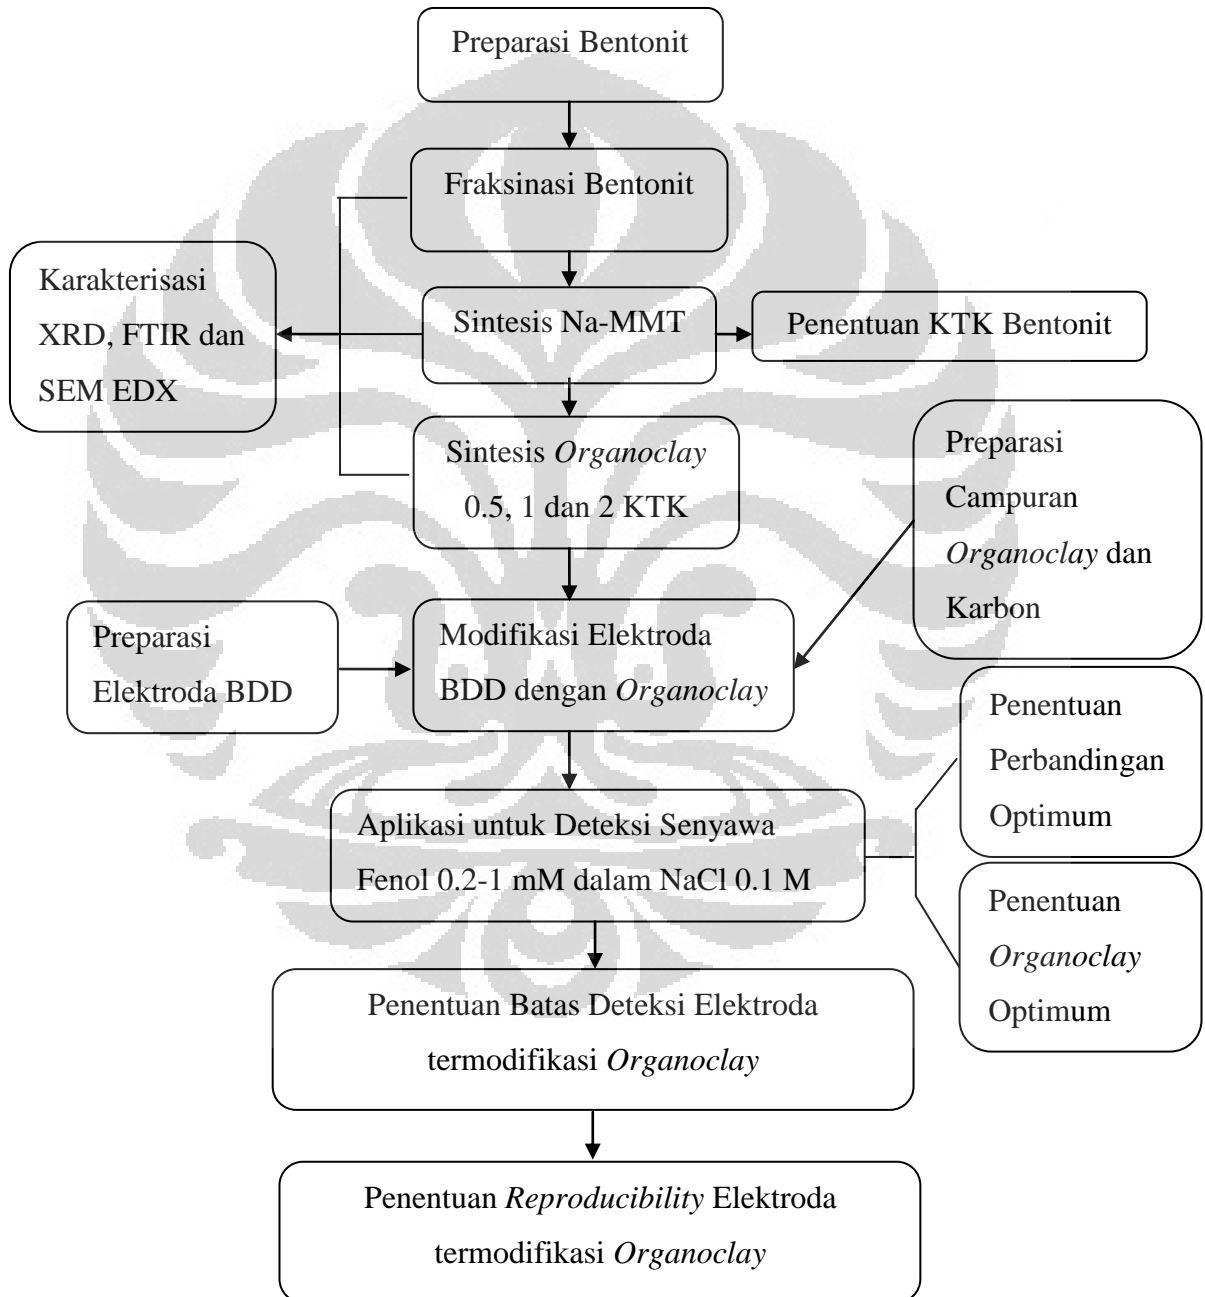 Preparasi Bentonit
Fraksinasi Bentonit
Karakterisasi
XRD, FTIR dan
SEM EDX
Sintesis Na-MMT
Penentuan KTK Bentonit
Sintesis Organoclay
0.5, 1 dan 2 KTK
Preparasi
Campuran
Organoclay dan
Karbon
Preparasi
Elektroda BDD
Modifikasi Elektroda
BDD dengan Organoclay
Penentuan
Perbandingan
Optimum
Aplikasi untuk Deteksi Senyawa
Fenol 0.2-1 mM dalam NaCl 0.1 M
Penentuan
Organoclay
Optimum
Penentuan Batas Deteksi Elektroda
termodifikasi Organoclay
Penentuan Reproducibility Elektroda
termodifikasi Organoclay